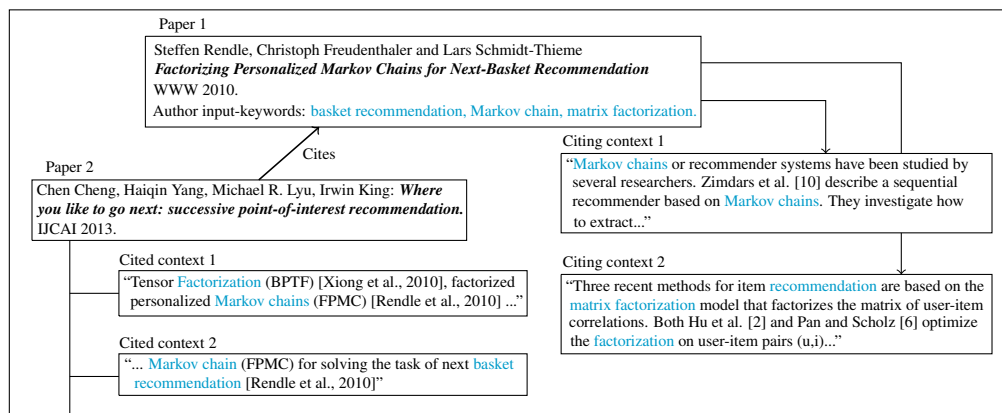 Paper 1
Steffen Rendle, Christoph Freudenthaler and Lars Schmidt-Thieme
Factorizing Personalized Markov Chains for Next-Basket Recommendation
WWW 2010.
Author input-keywords: basket recommendation, Markov chain, matrix factorization.
Cites
Paper 2
Chen Cheng, Haiqin Yang, Michael R. Lyu, Irwin King: Where
you like to go next: successive point-of-interest recommendation.
IJCAI 2013.
Cited context 1
“Tensor Factorization (BPTF) [Xiong et al., 2010], factorized
personalized Markov chains (FPMC) [Rendle et al., 2010] ...”
Cited context 2
“... Markov chain (FPMC) for solving the task of next basket
recommendation [Rendle et al., 2010]”
Citing context 1
“Markov chains or recommender systems have been studied by
several researchers. Zimdars et al. [10] describe a sequential
recommender based on Markov chains. They investigate how
to extract...”
Citing context 2
“Three recent methods for item recommendation are based on the
matrix factorization model that factorizes the matrix of user-item
correlations. Both Hu et al. [2] and Pan and Scholz [6] optimize
the factorization on user-item pairs (u,i)...”